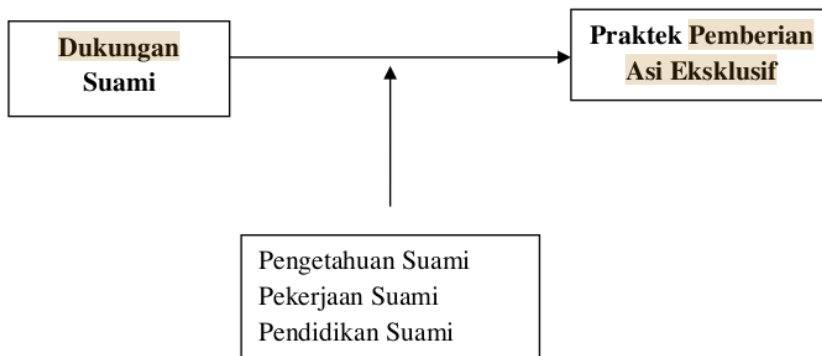 Dukungan
Suami
Praktek Pemberian
Asi Eksklusif
Pengetahuan Suami
Pekerjaan Suami
Pendidikan Suami